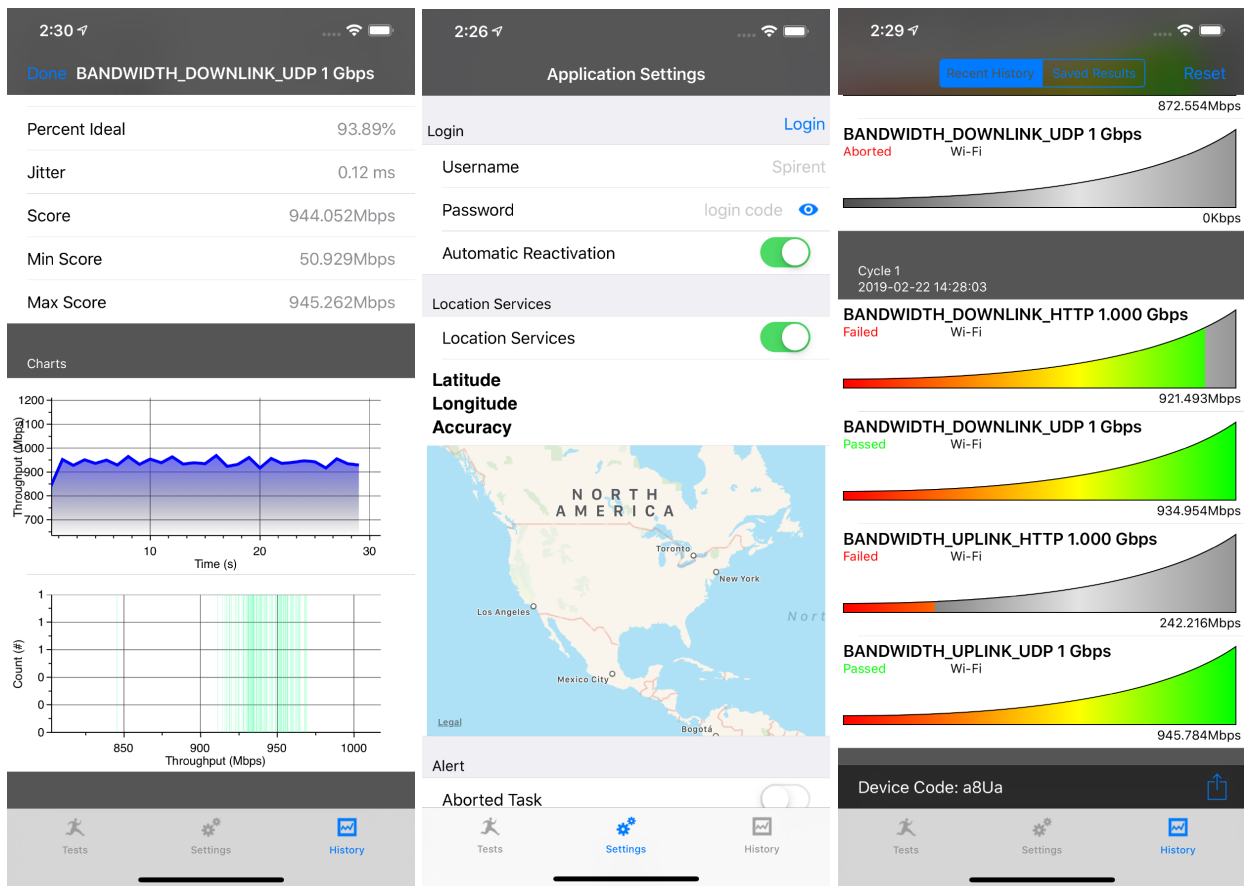 2:30
Done BANDWIDTH_DOWNLINK_UDP 1 Gbps
Percent Ideal 93.89%
Jitter 0.12 ms
Score 944.052Mbps
Min Score 50.929Mbps
Max Score 945.262Mbps
Charts
Throughput (Mbps)
1200
1100
1000
900
800
700
10 20 30
Time (s)
Count (#)
1
1
1
0
0
0
850 900 950 1000
Throughput (Mbps)
Tests Settings History
2:26
Application Settings
Login Login
Username Spirent
Password login code
Automatic Reactivation
Location Services
Location Services
Latitude
Longitude
Accuracy
NORTH
AMERICA
Toronto
New York
Los Angeles
Nort
Mexico City
Legal
Bogotá
Alert
Aborted Task
Tests Settings History
2:29
Recent History Saved Results Reset
872.554Mbps
BANDWIDTH_DOWNLINK_UDP 1 Gbps
Aborted Wi-Fi
0Kbps
Cycle 1
2019-02-22 14:28:03
BANDWIDTH_DOWNLINK_HTTP 1.000 Gbps
Failed Wi-Fi
921.493Mbps
BANDWIDTH_DOWNLINK_UDP 1 Gbps
Passed Wi-Fi
934.954Mbps
BANDWIDTH_UPLINK_HTTP 1.000 Gbps
Failed Wi-Fi
242.216Mbps
BANDWIDTH_UPLINK_UDP 1 Gbps
Passed Wi-Fi
945.784Mbps
Device Code: a8Ua
Tests Settings History